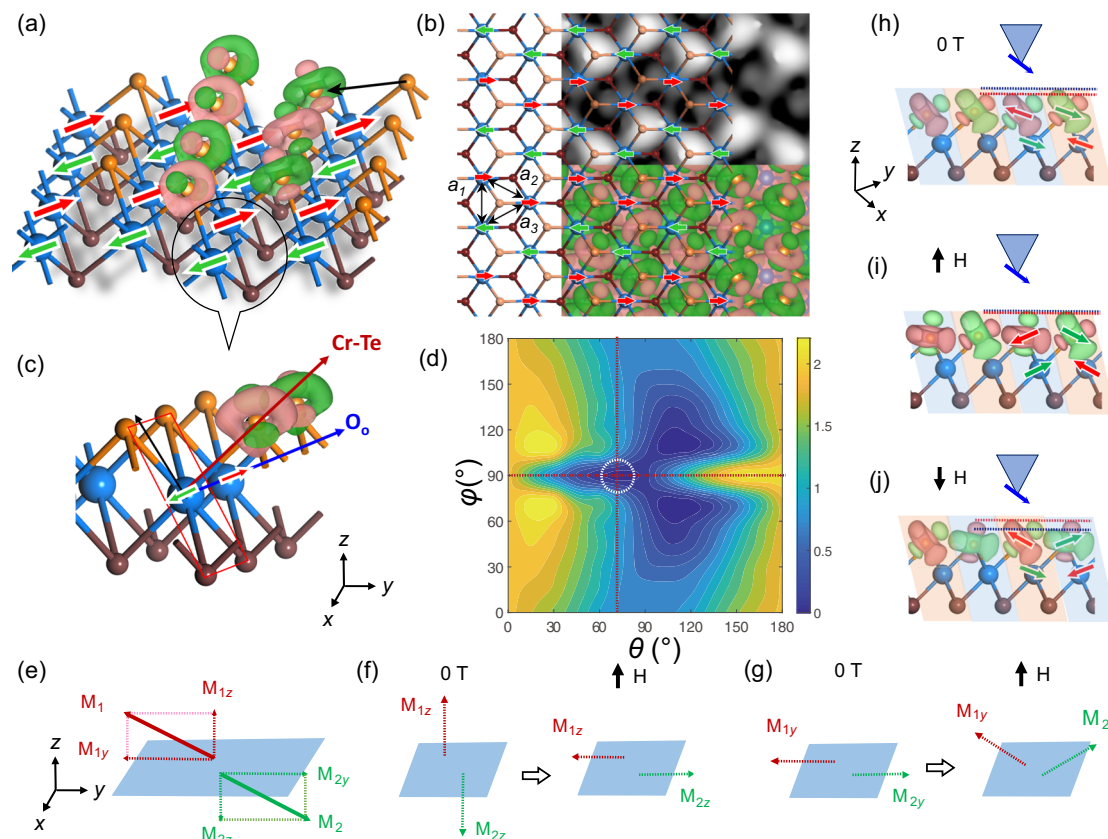 (a)
(b)
a1
a2
a3
(c)
Cr-Te
Oo
z
y
x
(d)
φ(°)
180
150
120
90
60
30
0
0
30
60
90
120
150
180
θ (°)
2
1.5
1
0.5
0
(e)
M1
M1z
M1y
M2y
M2z
M2
z
y
x
(f)
0 T
H
M1z
M2z
M1z
M2z
(g)
0 T
H
M1y
M2y
M1y
M2
(h)
0 T
z
y
x
(i)
H
(j)
H